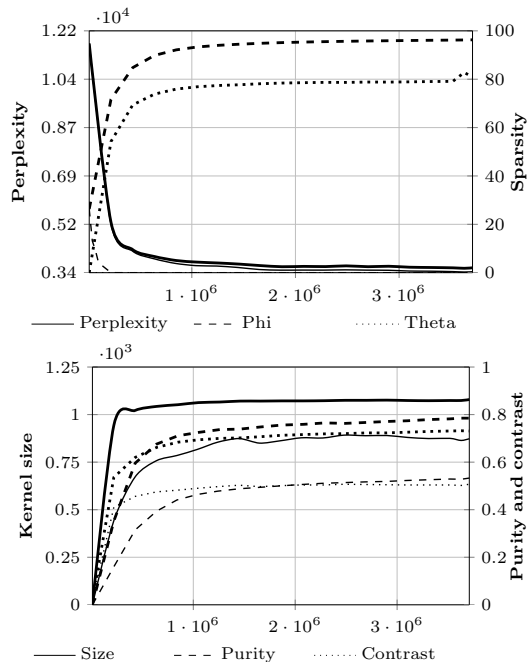 ·10⁴
1.22 100
1.04 80
0.87 60
0.69 40
0.52 20
0.34 0
Perplexity
Sparsity
1 · 10⁶ 2 · 10⁶ 3 · 10⁶
Perplexity Phi Theta
·10³
1.25 1
1 0.8
0.75 0.6
0.5 0.4
0.25 0.2
0 0
Kernel size
Purity and contrast
1 · 10⁶ 2 · 10⁶ 3 · 10⁶
Size Purity Contrast